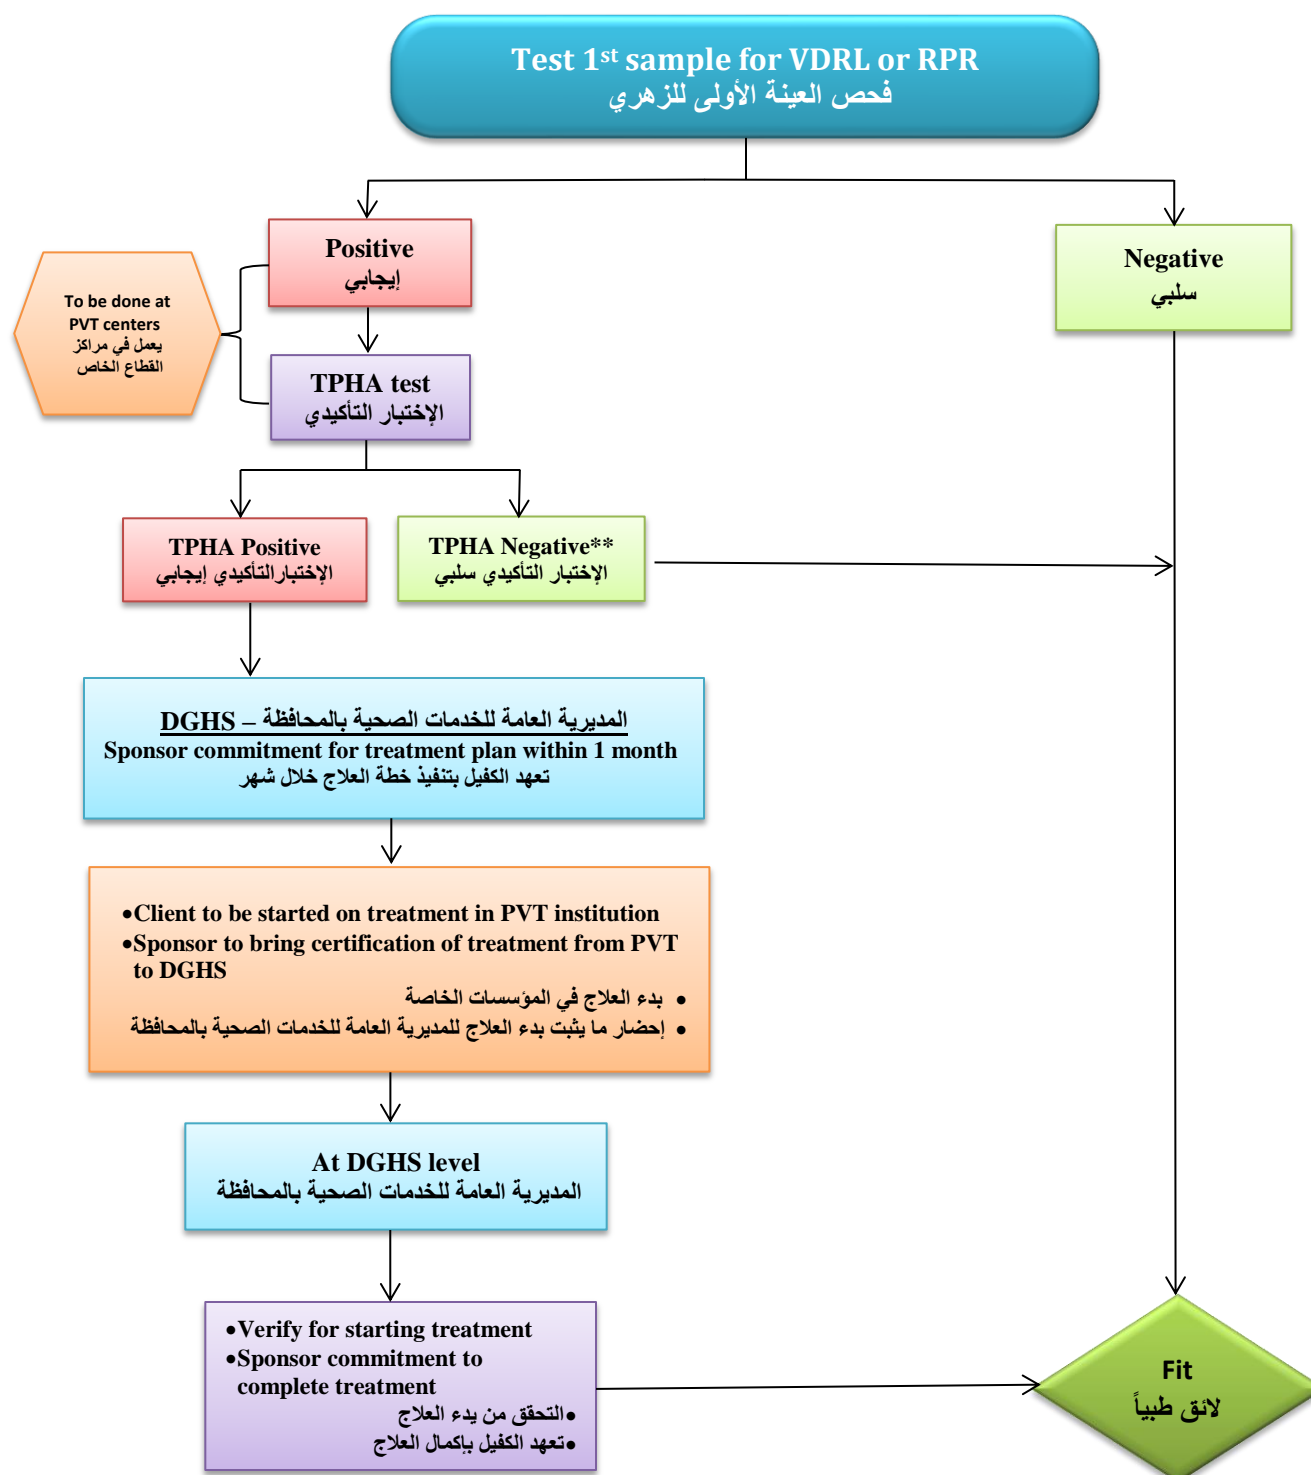 Test 1st sample for VDRL or RPR
فحص العينة الأولى للزهري
Positive
إيجابي
Negative
سلبي
To be done at
PVT centers
يعمل في مراكز
القطاع الخاص
TPHA test
الإختبار التأكيدي
TPHA Positive
الإختبارالتأكيدي إيجابي
TPHA Negative**
الإختبار التأكيدي سلبي
DGHS – المديرية العامة للخدمات الصحية بالمحافظة
Sponsor commitment for treatment plan within 1 month
تعهد الكفيل بتنفيذ خطة العلاج خلال شهر
•Client to be started on treatment in PVT institution
•Sponsor to bring certification of treatment from PVT
to DGHS
• بدء العلاج في المؤسسات الخاصة
• إحضار ما يثبت بدء العلاج للمديرية العامة للخدمات الصحية بالمحافظة
At DGHS level
المديرية العامة للخدمات الصحية بالمحافظة
•Verify for starting treatment
•Sponsor commitment to
complete treatment
•التحقق من يدء العلاج
•تعهد الكفيل بإكمال العلاج
Fit
لائق طبياً